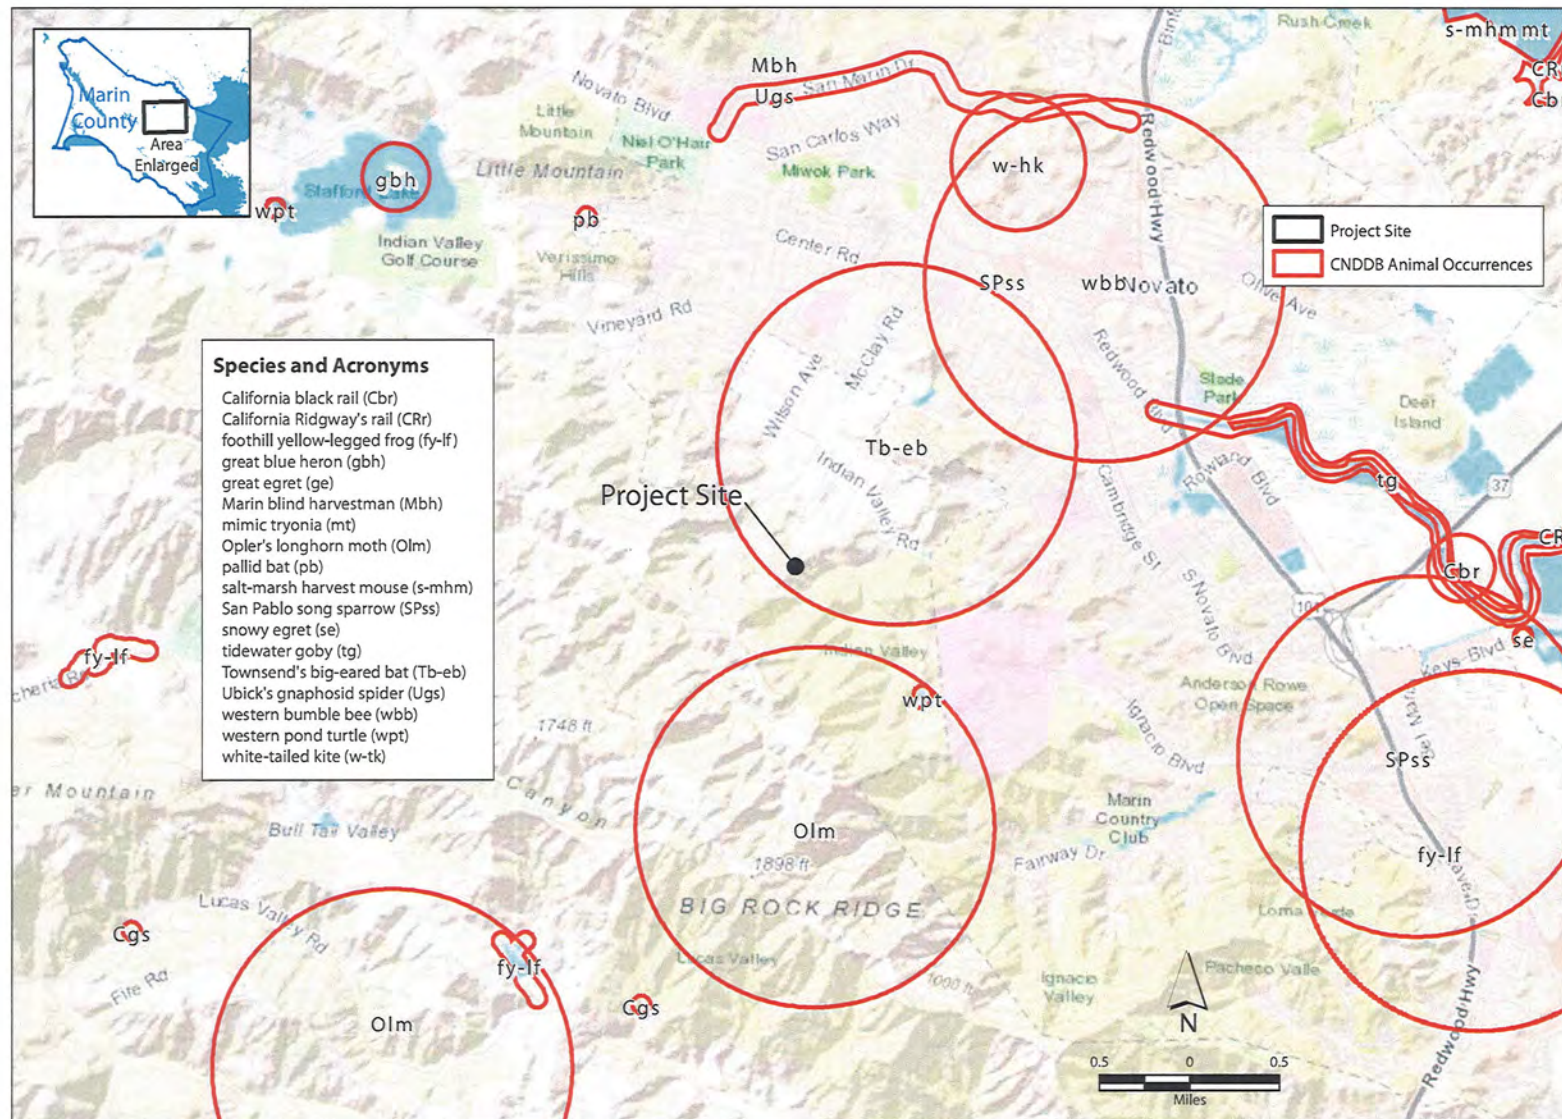 Marin
County
Area
Enlarged
Mbh
Ugs
San Marin Dr
Novato Blvd
Little
Mountain
Niel O'Hair
Park
San Carlos Way
Miwok Park
Little Mountain
Rush Creek
s-mhm mt
CRr
w-hk
Redwood Hwy
gbh
Stafford Lake
wpt
pb
Indian Valley
Golf Course
Verissimo
Hills
Center Rd
Vineyard Rd
Project Site
CNDDB Animal Occurrences
SPss
wbb
Novato
Olive Ave
McClay Rd
Wilson Ave
Redwood Blvd
Slade
Park
Deer
Island
Species and Acronyms
California black rail (Cbr)
California Ridgway's rail (CRr)
foothill yellow-legged frog (fy-lf)
great blue heron (gbh)
great egret (ge)
Marin blind harvestman (Mbh)
mimic tryonia (mt)
Opler's longhorn moth (Olm)
pallid bat (pb)
salt-marsh harvest mouse (s-mhm)
San Pablo song sparrow (SPss)
snowy egret (se)
tidewater goby (tg)
Townsend's big-eared bat (Tb-eb)
Ubick's gnaphosid spider (Ugs)
western bumble bee (wbb)
western pond turtle (wpt)
white-tailed kite (w-tk)
Tb-eb
Indian Valley Rd
Project Site
Cambridge St
Rowland Blvd
tg
37
CR
Cbr
101
S Novato Blvd
se
fy-lf
Indian Valley
wpt
Anderson Rowe
Open Space
Ignacio Blvd
1748 ft
Canyon
SPss
Bull Tail Valley
Olm
1898 ft
Marin
Country
Club
Fairway Dr
fy-lf
BIG ROCK RIDGE
Loma Verde
Lucas Valley Rd
Cgs
fy-lf
Lucas Valley
1000 ft
Ignacio
Valley
Pacheco Valle
Fire Rd
Cgs
Olm
N
Redwood Hwy
0.5 0 0.5
Miles